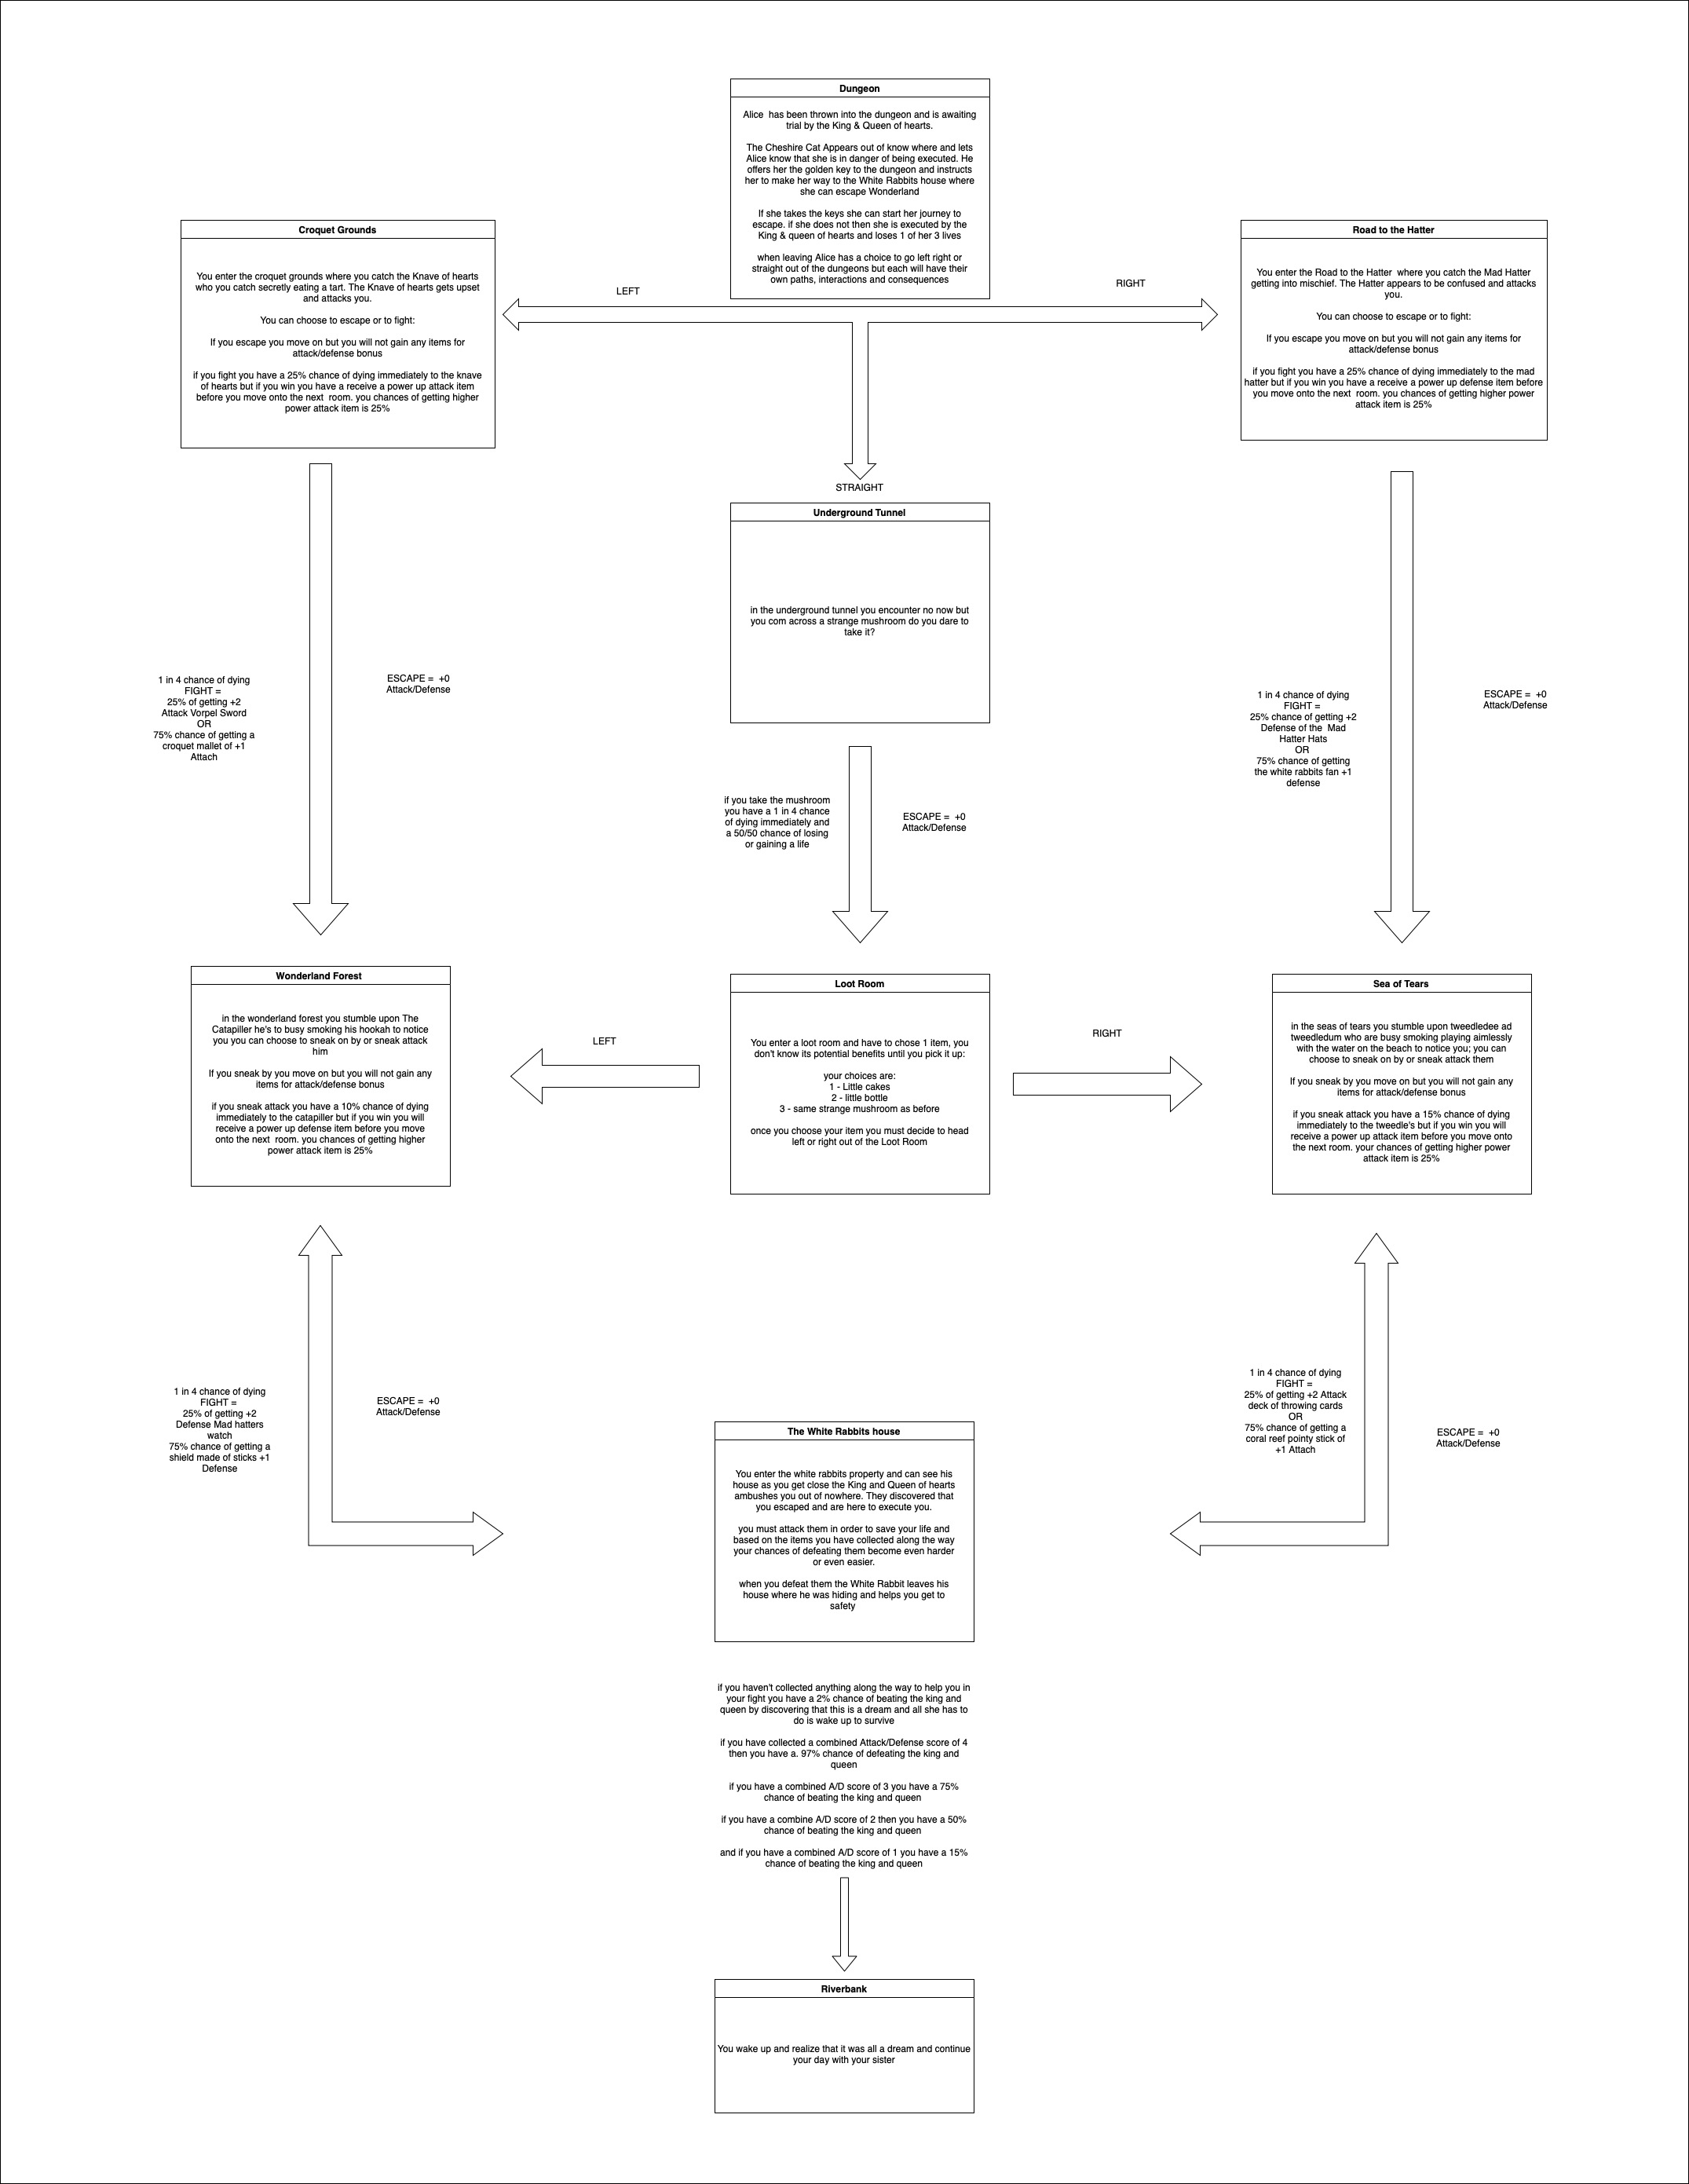 Dungeon
Alice  has been thrown into the dungeon and is awaiting
trial by the King & Queen of hearts.
The Cheshire Cat Appears out of know where and lets
Alice know that she is in danger of being executed. He
offers her the golden key to the dungeon and instructs
her to make her way to the White Rabbits house where
she can escape Wonderland
If she takes the keys she can start her journey to
escape. if she does not then she is executed by the
King & queen of hearts and loses 1 of her 3 lives
when leaving Alice has a choice to go left right or
straight out of the dungeons but each will have their
own paths, interactions and consequences
LEFT
RIGHT
STRAIGHT
Croquet Grounds
You enter the croquet grounds where you catch the Knave of hearts
who you catch secretly eating a tart. The Knave of hearts gets upset
and attacks you.
You can choose to escape or to fight:
If you escape you move on but you will not gain any items for
attack/defense bonus
if you fight you have a 25% chance of dying immediately to the knave
of hearts but if you win you have a receive a power up attack item
before you move onto the next  room. you chances of getting higher
power attack item is 25%
Road to the Hatter
You enter the Road to the Hatter  where you catch the Mad Hatter
getting into mischief. The Hatter appears to be confused and attacks
you.
You can choose to escape or to fight:
If you escape you move on but you will not gain any items for
attack/defense bonus
if you fight you have a 25% chance of dying immediately to the mad
hatter but if you win you have a receive a power up defense item before
you move onto the next  room. you chances of getting higher power
attack item is 25%
Underground Tunnel
in the underground tunnel you encounter no now but
you com across a strange mushroom do you dare to
take it?
1 in 4 chance of dying
FIGHT =
25% of getting +2
Attack Vorpel Sword
OR
75% chance of getting a
croquet mallet of +1
Attach
ESCAPE =  +0
Attack/Defense
if you take the mushroom
you have a 1 in 4 chance
of dying immediately and
a 50/50 chance of losing
or gaining a life
ESCAPE =  +0
Attack/Defense
1 in 4 chance of dying
FIGHT =
25% chance of getting +2
Defense of the  Mad
Hatter Hats
OR
75% chance of getting
the white rabbits fan +1
defense
ESCAPE =  +0
Attack/Defense
Wonderland Forest
in the wonderland forest you stumble upon The
Catapiller he's to busy smoking his hookah to notice
you you can choose to sneak on by or sneak attack
him
If you sneak by you move on but you will not gain any
items for attack/defense bonus
if you sneak attack you have a 10% chance of dying
immediately to the catapiller but if you win you will
receive a power up defense item before you move
onto the next  room. you chances of getting higher
power attack item is 25%
LEFT
Loot Room
You enter a loot room and have to chose 1 item, you
don't know its potential benefits until you pick it up:
your choices are:
1 - Little cakes
2 - little bottle
3 - same strange mushroom as before
once you choose your item you must decide to head
left or right out of the Loot Room
RIGHT
Sea of Tears
in the seas of tears you stumble upon tweedledee ad
tweedledum who are busy smoking playing aimlessly
with the water on the beach to notice you; you can
choose to sneak on by or sneak attack them
If you sneak by you move on but you will not gain any
items for attack/defense bonus
if you sneak attack you have a 15% chance of dying
immediately to the tweedle's but if you win you will
receive a power up attack item before you move onto
the next room. your chances of getting higher power
attack item is 25%
1 in 4 chance of dying
FIGHT =
25% of getting +2
Defense Mad hatters
watch
75% chance of getting a
shield made of sticks +1
Defense
ESCAPE =  +0
Attack/Defense
1 in 4 chance of dying
FIGHT =
25% of getting +2 Attack
deck of throwing cards
OR
75% chance of getting a
coral reef pointy stick of
+1 Attach
ESCAPE =  +0
Attack/Defense
The White Rabbits house
You enter the white rabbits property and can see his
house as you get close the King and Queen of hearts
ambushes you out of nowhere. They discovered that
you escaped and are here to execute you.
you must attack them in order to save your life and
based on the items you have collected along the way
your chances of defeating them become even harder
or even easier.
when you defeat them the White Rabbit leaves his
house where he was hiding and helps you get to
safety
if you haven't collected anything along the way to help you in
your fight you have a 2% chance of beating the king and
queen by discovering that this is a dream and all she has to
do is wake up to survive
if you have collected a combined Attack/Defense score of 4
then you have a. 97% chance of defeating the king and
queen
if you have a combined A/D score of 3 you have a 75%
chance of beating the king and queen
if you have a combine A/D score of 2 then you have a 50%
chance of beating the king and queen
and if you have a combined A/D score of 1 you have a 15%
chance of beating the king and queen
Riverbank
You wake up and realize that it was all a dream and continue
your day with your sister